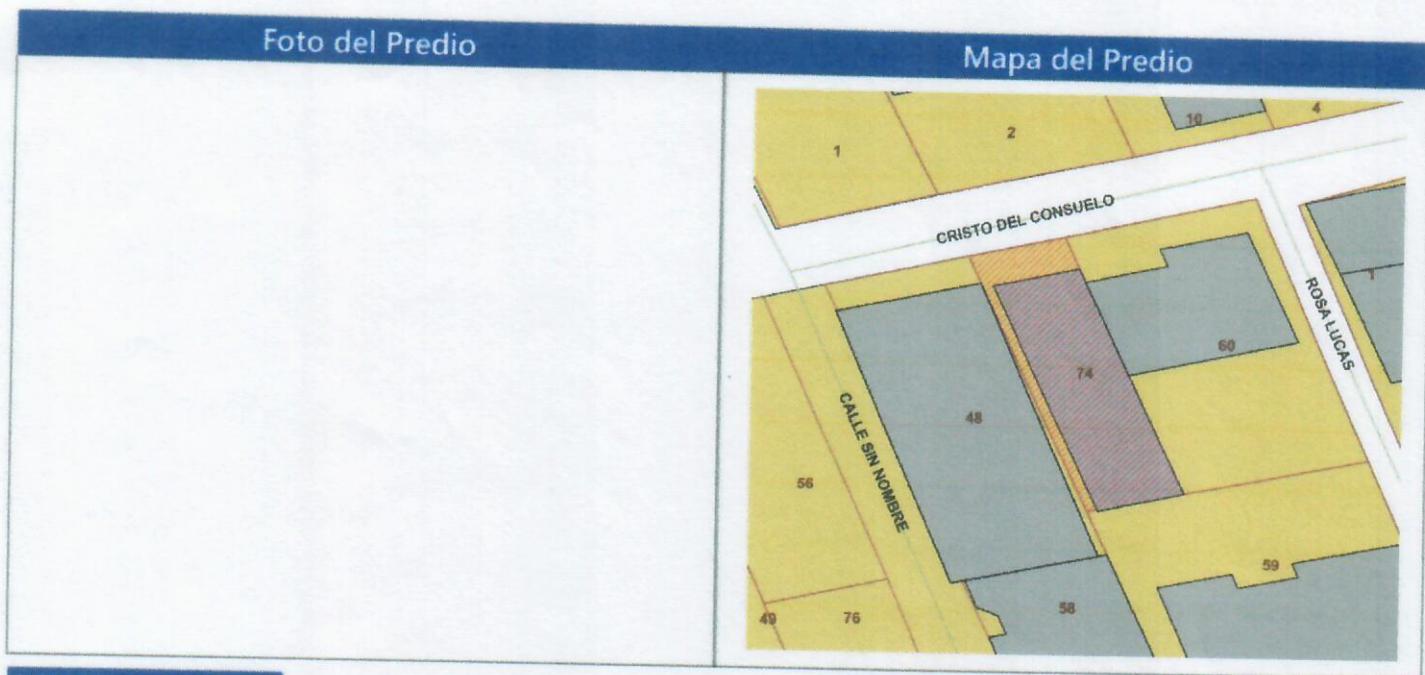 Foto del Predio
Mapa del Predio
1
2
10
4
CRISTO DEL CONSUELO
ROSA LUCAS
1
60
74
48
CALLE SIN NOMBRE
56
59
49
76
58